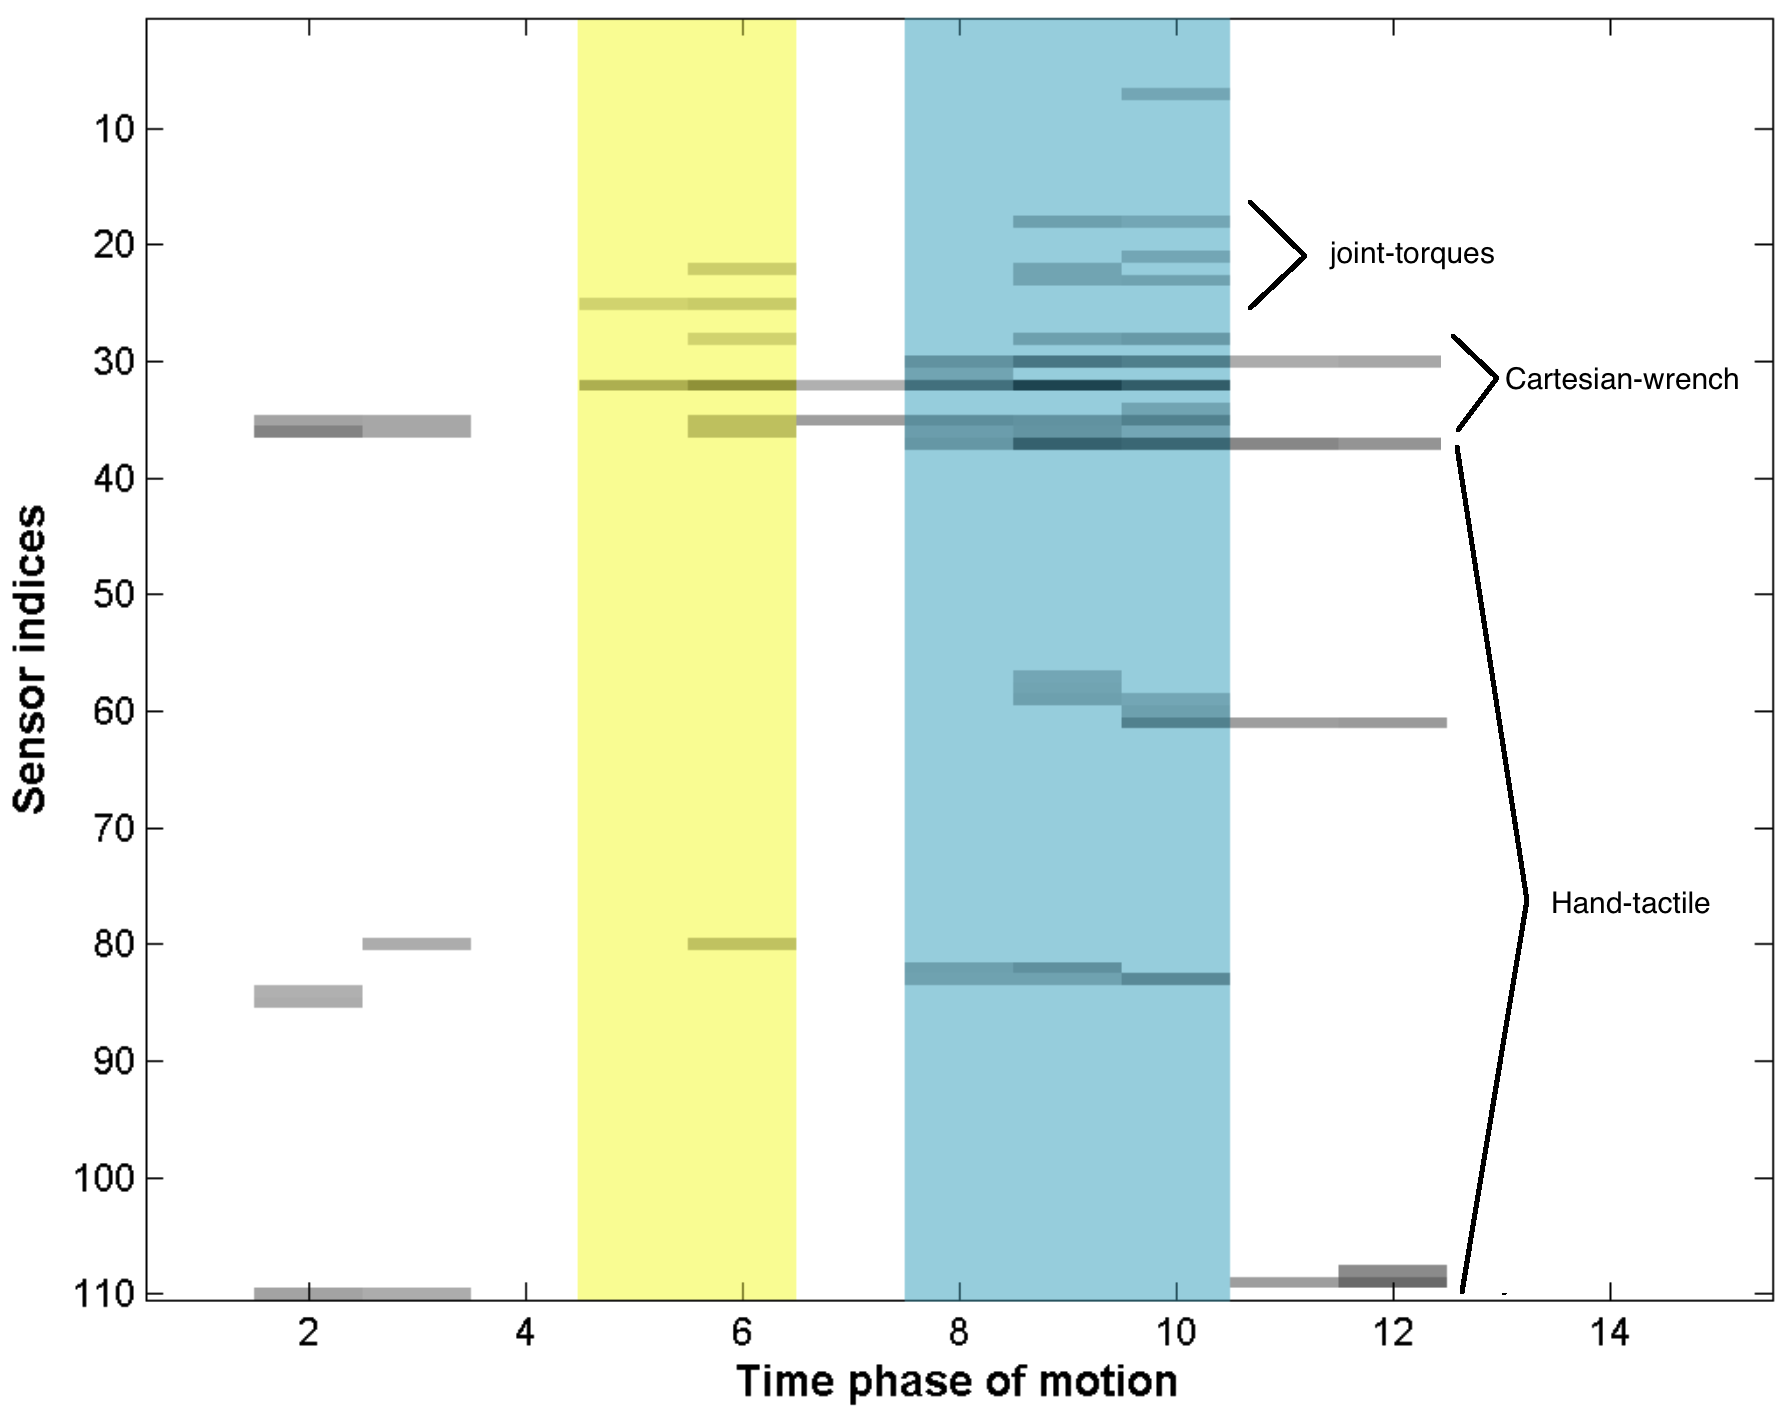 10
20
joint-torques
30
Cartesian-wrench
40
50
60
70
80
Hand-tactile
90
100
110
Sensor indices
2 4 6 8 10 12 14
Time phase of motion